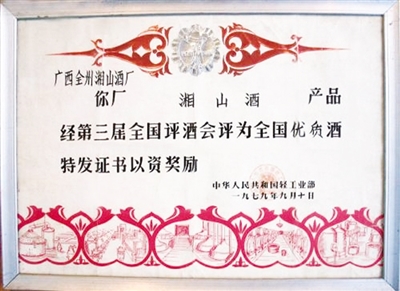 广西全州湘山酒厂
你厂 湘山酒 产品
经第三届全国评酒会评为全国优质酒
特发证书以资奖励
中华人民共和国轻工业部
一九七九年九月十日